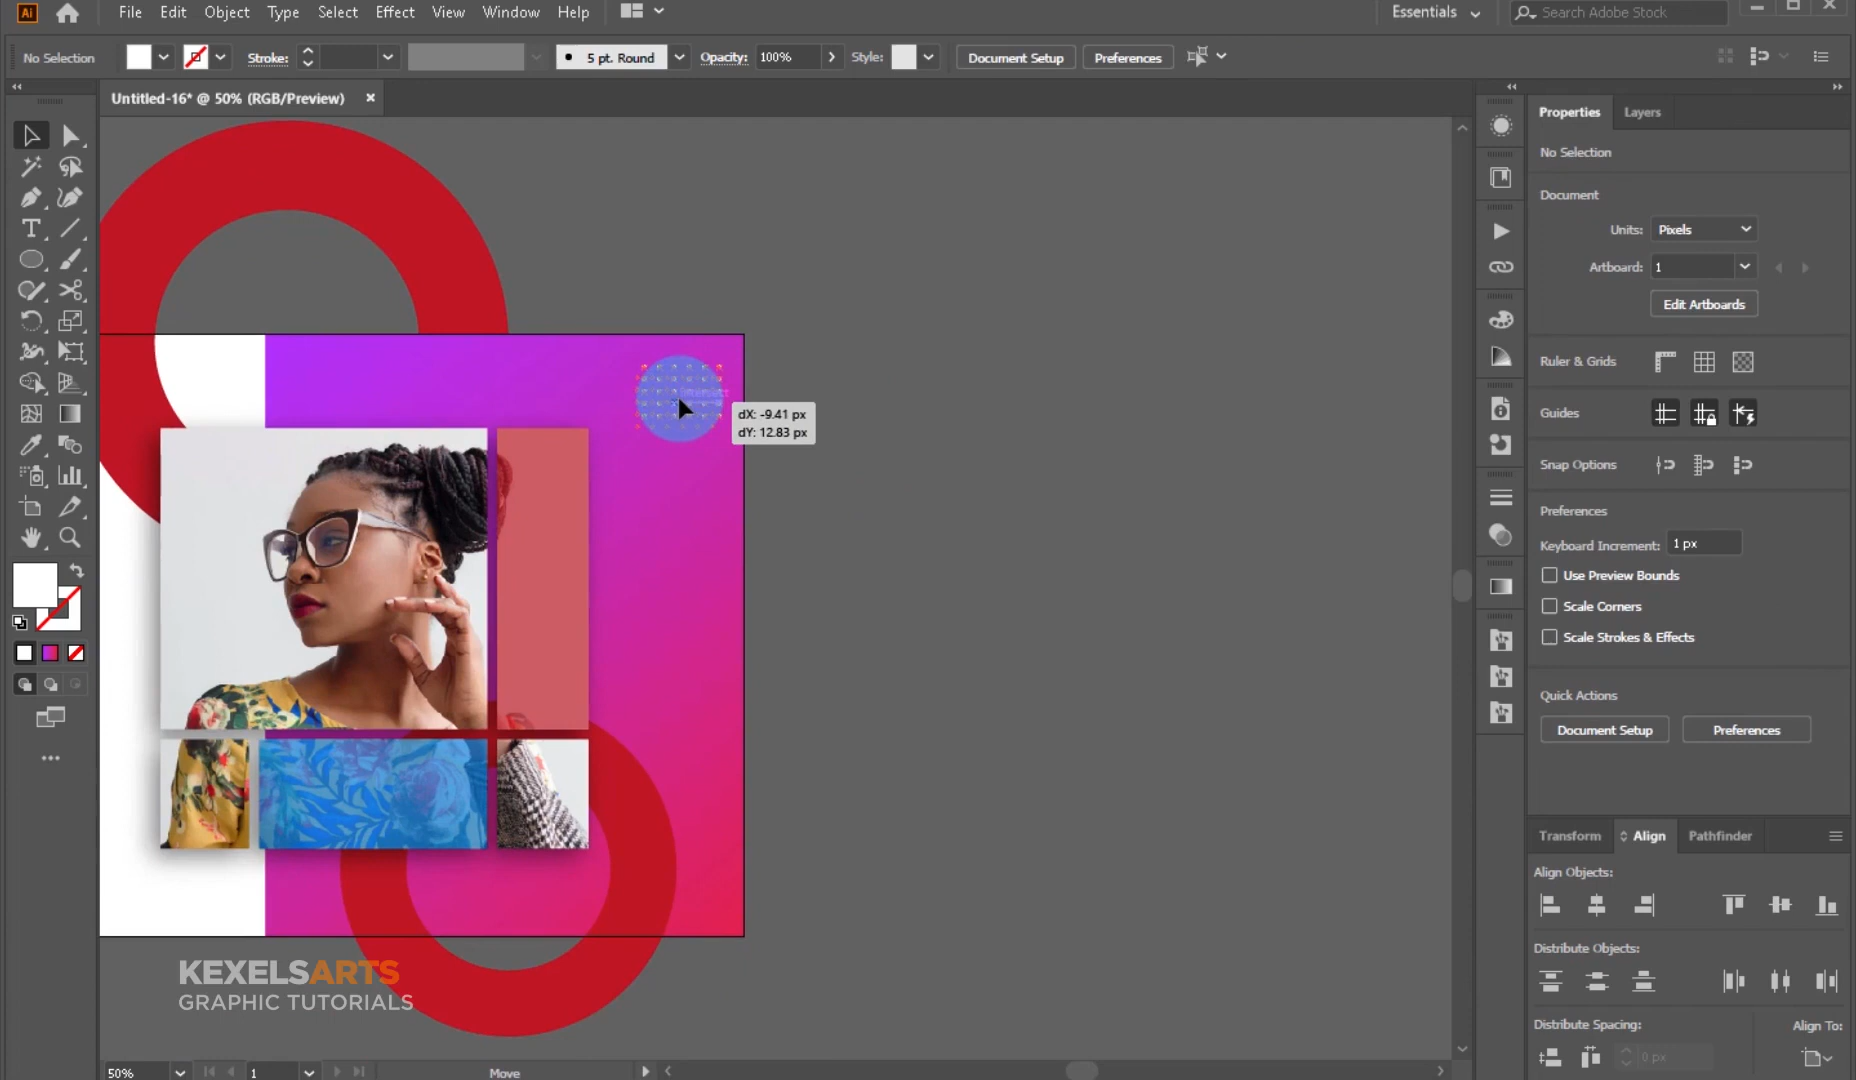 Ai File Edit Object Type Select Effect View Window Help Essentials Search Adobe Stock
No Selection Stroke: 5 pt. Round Opacity: 100% Style: Document Setup Preferences
Untitled-16* @ 50% (RGB/Preview)
Properties Layers
No Selection
Document
Units: Pixels
Artboard: 1
Edit Artboards
Ruler & Grids
Guides
Snap Options
Preferences
Keyboard Increment: 1 px
Use Preview Bounds
Scale Corners
Scale Strokes & Effects
Quick Actions
Document Setup Preferences
Transform Align Pathfinder
Align Objects:
Distribute Objects:
Distribute Spacing: Align To:
0 px
dX: -9.41 px
dY: 12.83 px
KEXELSARTS
GRAPHIC TUTORIALS
50% 1 Move